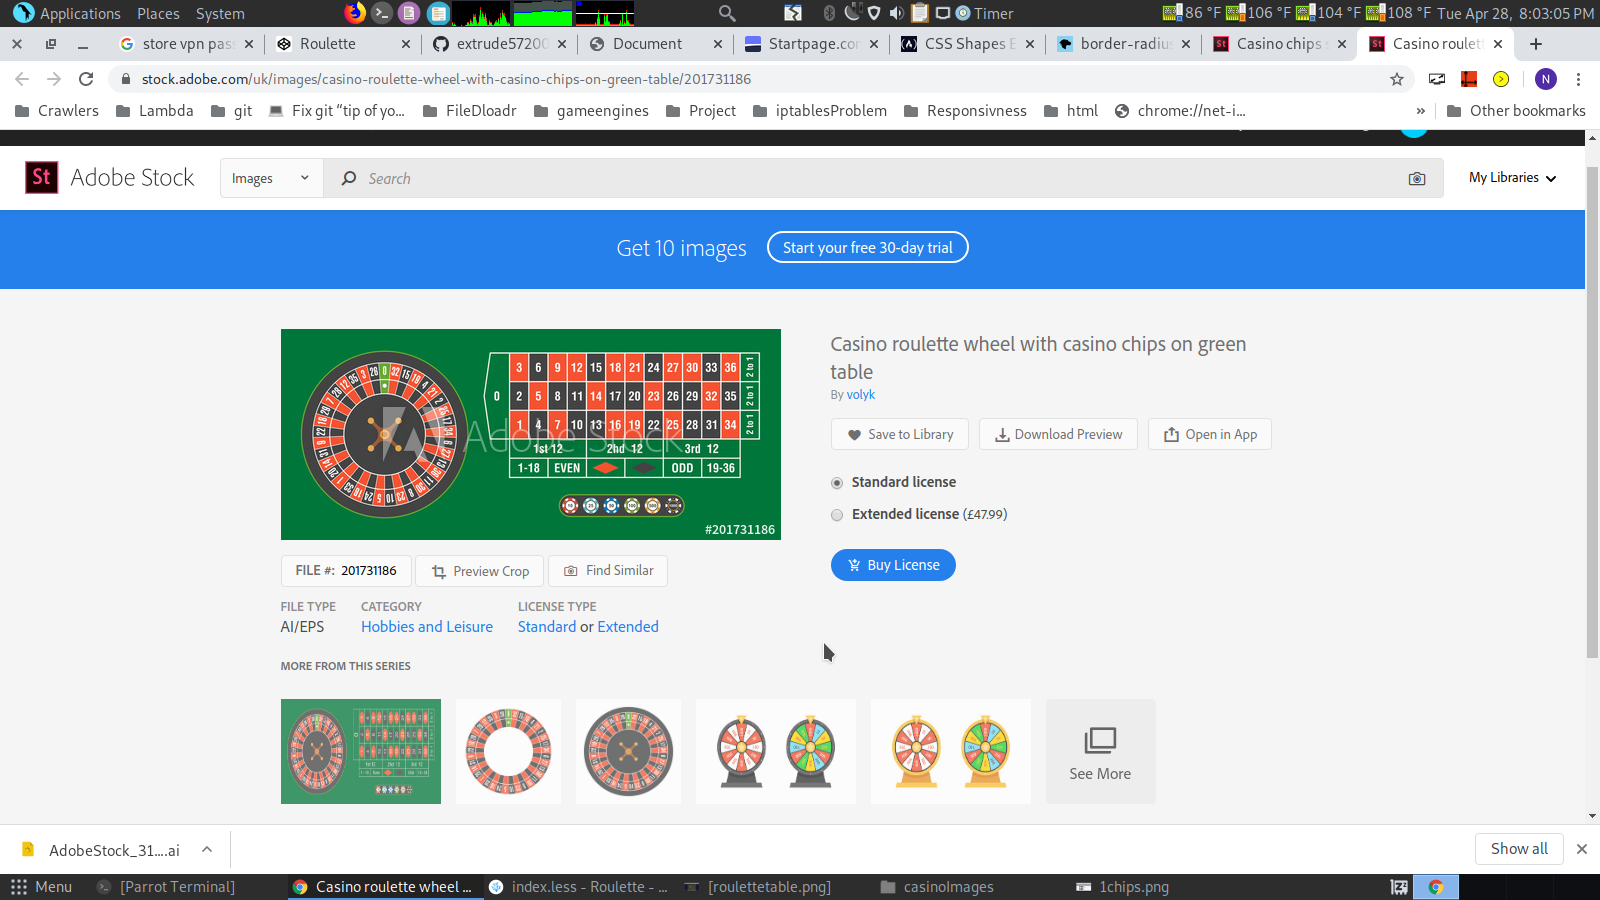 Applications Places System Timer 86 °F 106 °F 104 °F 108 °F Tue Apr 28, 8:03:05 PM
store vpn pas Roulette extrude57200 Document Startpage.co CSS Shapes E border-radiu Casino chips s Casino roulet
stock.adobe.com/uk/images/casino-roulette-wheel-with-casino-chips-on-green-table/201731186 N
Crawlers Lambda git Fix git “tip of yo... FileDloadr gameengines Project iptablesProblem Responsivness html chrome://net-i... » Other bookmarks
St Adobe Stock Images Search My Libraries
Get 10 images Start your free 30-day trial
Casino roulette wheel with casino chips on green
table
By volyk
Save to Library Download Preview Open in App
Standard license
Extended license (£47.99)
Buy License
3 6 9 12 15 18 21 24 27 30 33 36 2 to 1
0 2 5 8 11 14 17 20 23 26 29 32 35 2 to 1
1 4 7 10 13 16 19 22 25 28 31 34 2 to 1
Adobe Stock
1st 12 2nd 12 3rd 12
1-18 EVEN ODD 19-36
#201731186
FILE #: 201731186 Preview Crop Find Similar
FILE TYPE CATEGORY LICENSE TYPE
AI/EPS Hobbies and Leisure Standard or Extended
MORE FROM THIS SERIES
See More
AdobeStock_31....ai Show all
Menu [Parrot Terminal] Casino roulette wheel ... index.less - Roulette - ... [roulettetable.png] casinoImages 1chips.png